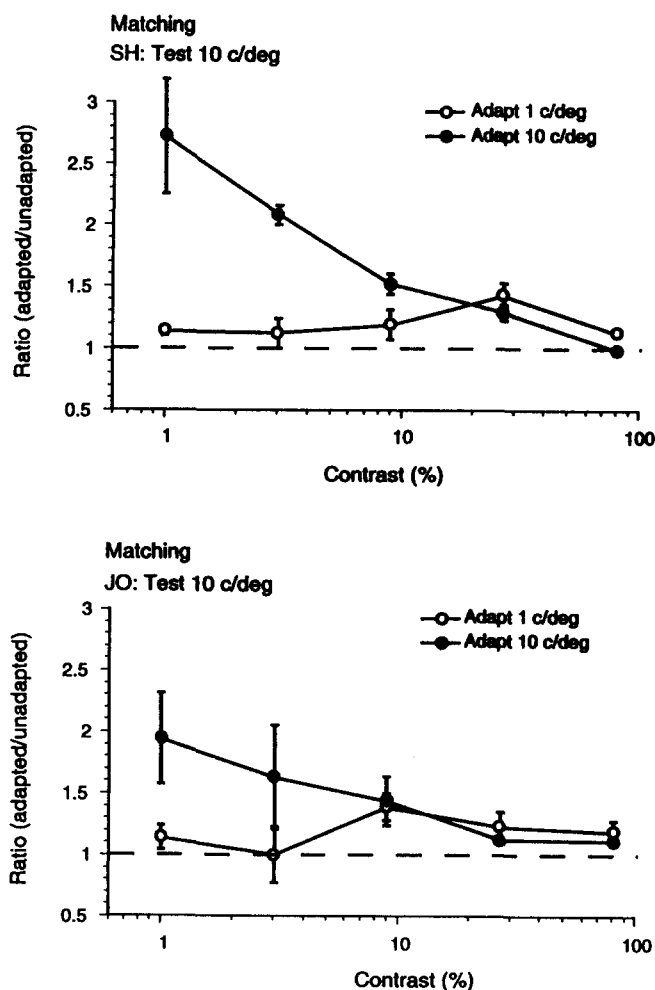 Matching
SH: Test 10 c/deg
Adapt 1 c/deg
Adapt 10 c/deg
Ratio (adapted/unadapted)
3
2.5
2
1.5
1
0.5
1
10
100
Contrast (%)
Matching
JO: Test 10 c/deg
Adapt 1 c/deg
Adapt 10 c/deg
Ratio (adapted/unadapted)
3
2.5
2
1.5
1
0.5
1
10
100
Contrast (%)